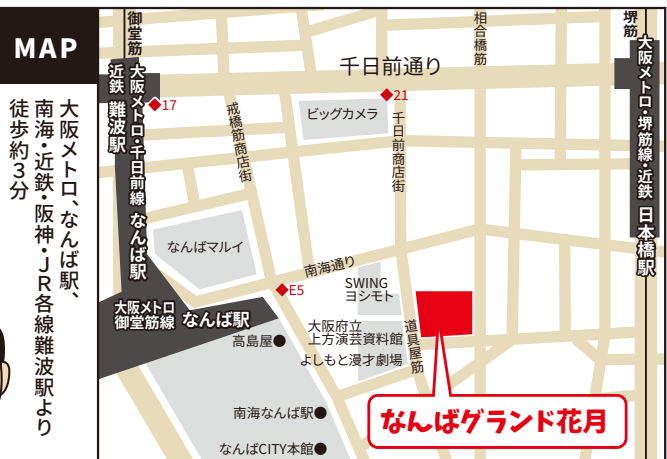 MAP
大阪メトロ、なんば駅、
南海・近鉄・阪神・JR各線難波駅より
徒歩約3分
御堂筋
近鉄 難波駅
大阪メトロ・千日前線 なんば駅
17
戎橋筋商店街
千日前通り
ビッグカメラ
21
千日前商店街
相合橋筋
堺筋
大阪メトロ・堺筋線・近鉄 日本橋駅
なんばマルイ
南海通り
E5
SWING
ヨシモト
大阪メトロ
御堂筋線 なんば駅
高島屋
大阪府立
上方演芸資料館
よしもと漫才劇場
道具屋筋
なんばグランド花月
南海なんば駅
なんばCITY本館